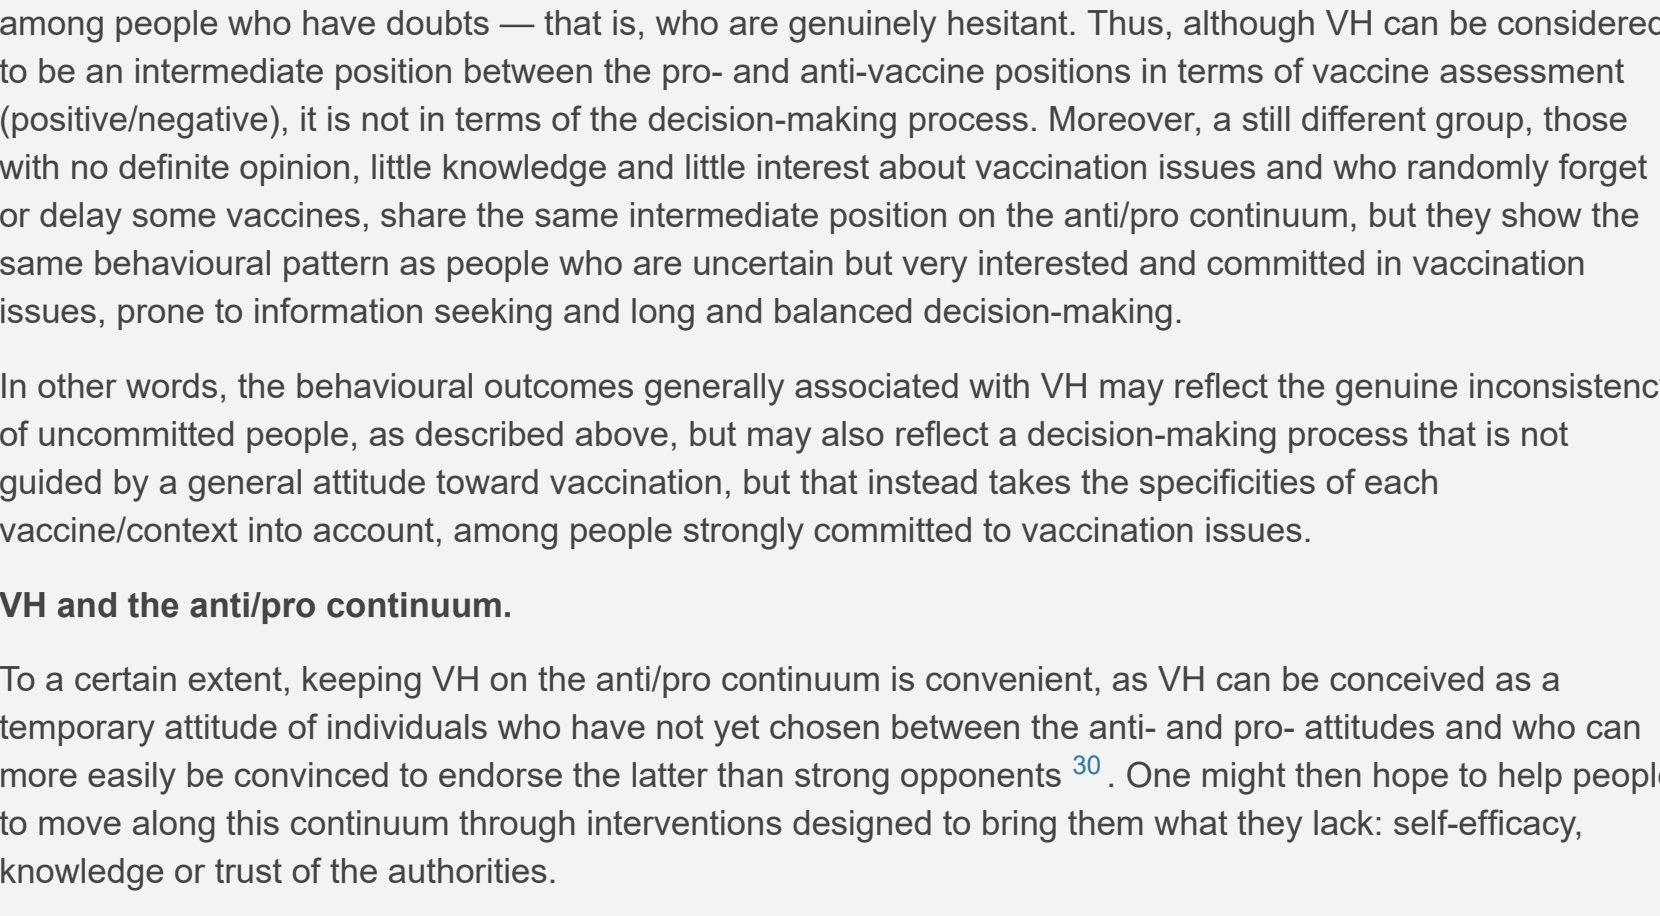 among people who have doubts — that is, who are genuinely hesitant. Thus, although VH can be considered
to be an intermediate position between the pro- and anti-vaccine positions in terms of vaccine assessment
(positive/negative), it is not in terms of the decision-making process. Moreover, a still different group, those
with no definite opinion, little knowledge and little interest about vaccination issues and who randomly forget
or delay some vaccines, share the same intermediate position on the anti/pro continuum, but they show the
same behavioural pattern as people who are uncertain but very interested and committed in vaccination
issues, prone to information seeking and long and balanced decision-making.
In other words, the behavioural outcomes generally associated with VH may reflect the genuine inconsistency
of uncommitted people, as described above, but may also reflect a decision-making process that is not
guided by a general attitude toward vaccination, but that instead takes the specificities of each
vaccine/context into account, among people strongly committed to vaccination issues.
VH and the anti/pro continuum.
To a certain extent, keeping VH on the anti/pro continuum is convenient, as VH can be conceived as a
temporary attitude of individuals who have not yet chosen between the anti- and pro- attitudes and who can
more easily be convinced to endorse the latter than strong opponents 30 . One might then hope to help people
to move along this continuum through interventions designed to bring them what they lack: self-efficacy,
knowledge or trust of the authorities.